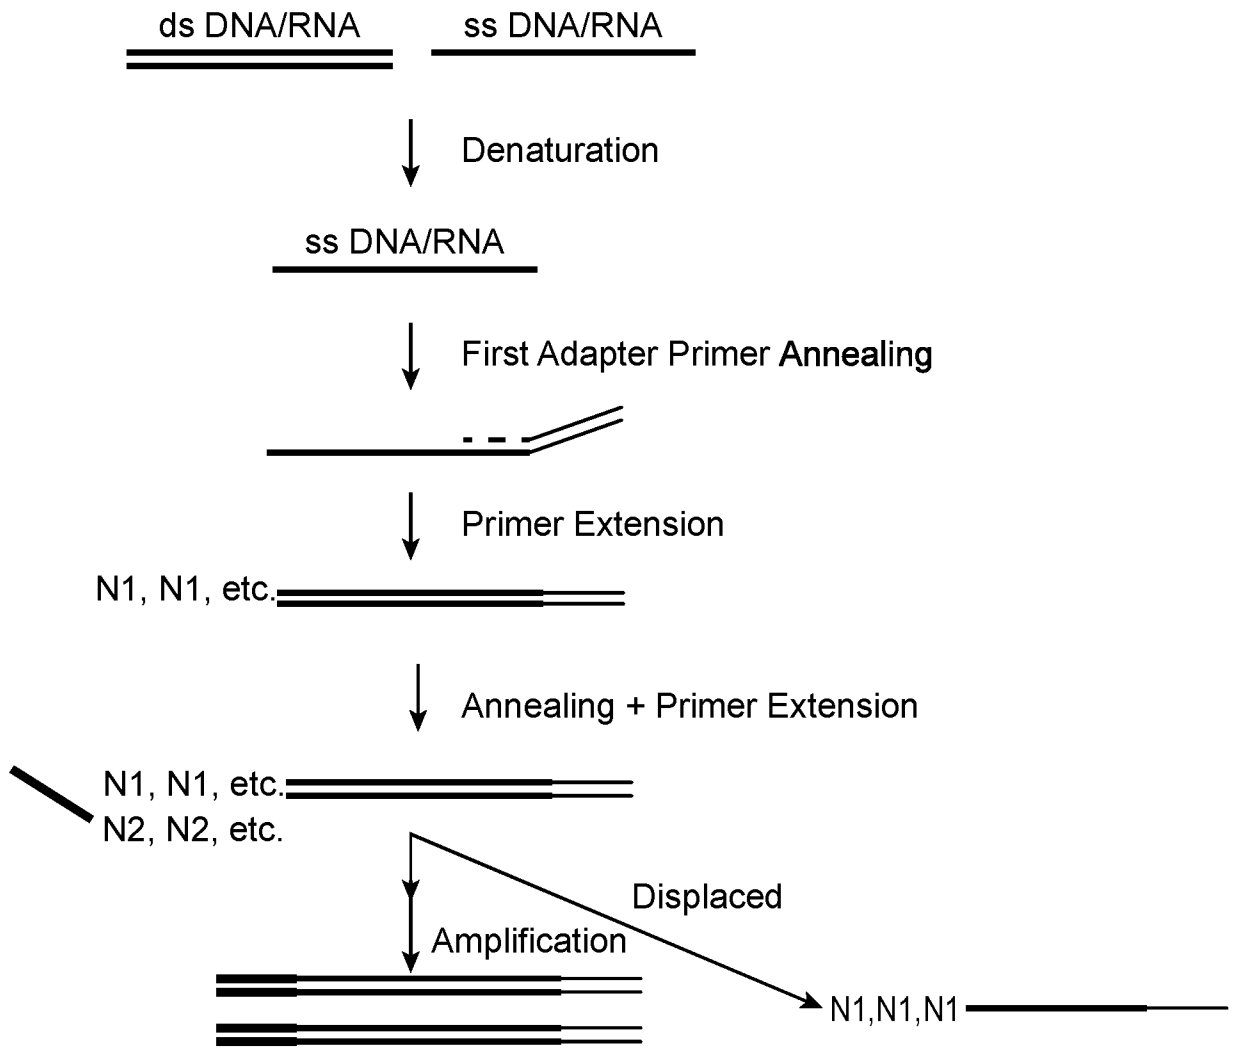 ds DNA/RNA
ss DNA/RNA
Denaturation
ss DNA/RNA
First Adapter Primer Annealing
Primer Extension
N1, N1, etc.
Annealing + Primer Extension
N1, N1, etc.
N2, N2, etc.
Displaced
Amplification
N1,N1,N1